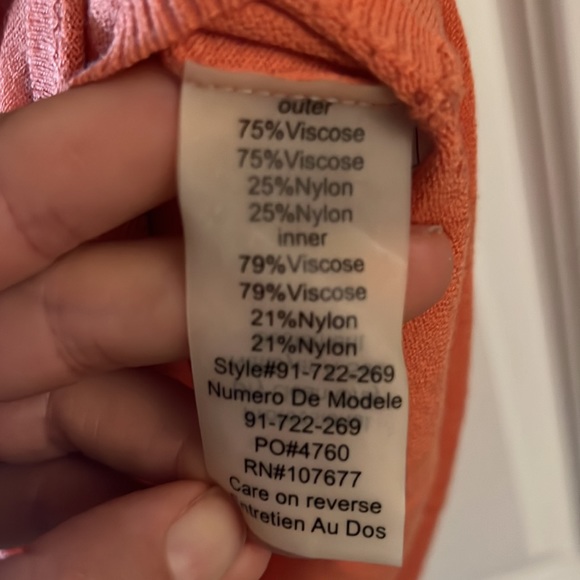 outer
75%Viscose
75%Viscose
25%Nylon
25%Nylon
inner
79%Viscose
79%Viscose
21%Nylon
21%Nylon
Style#91-722-269
Numero De Modele
91-722-269
PO#4760
RN#107677
Care on reverse
ntretien Au Dos